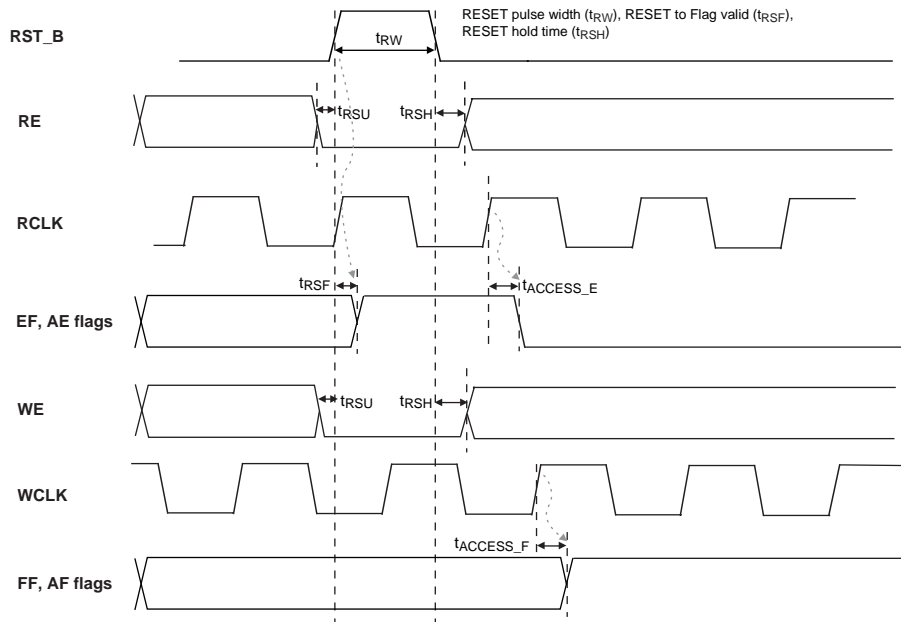 RESET pulse width (tRW), RESET to Flag valid (tRSF),
RESET hold time (tRSH)
RST_B
tRW
RE
tRSU
tRSH
RCLK
tRSF
tACCESS_E
EF, AE flags
WE
tRSU
tRSH
WCLK
tACCESS_F
FF, AF flags